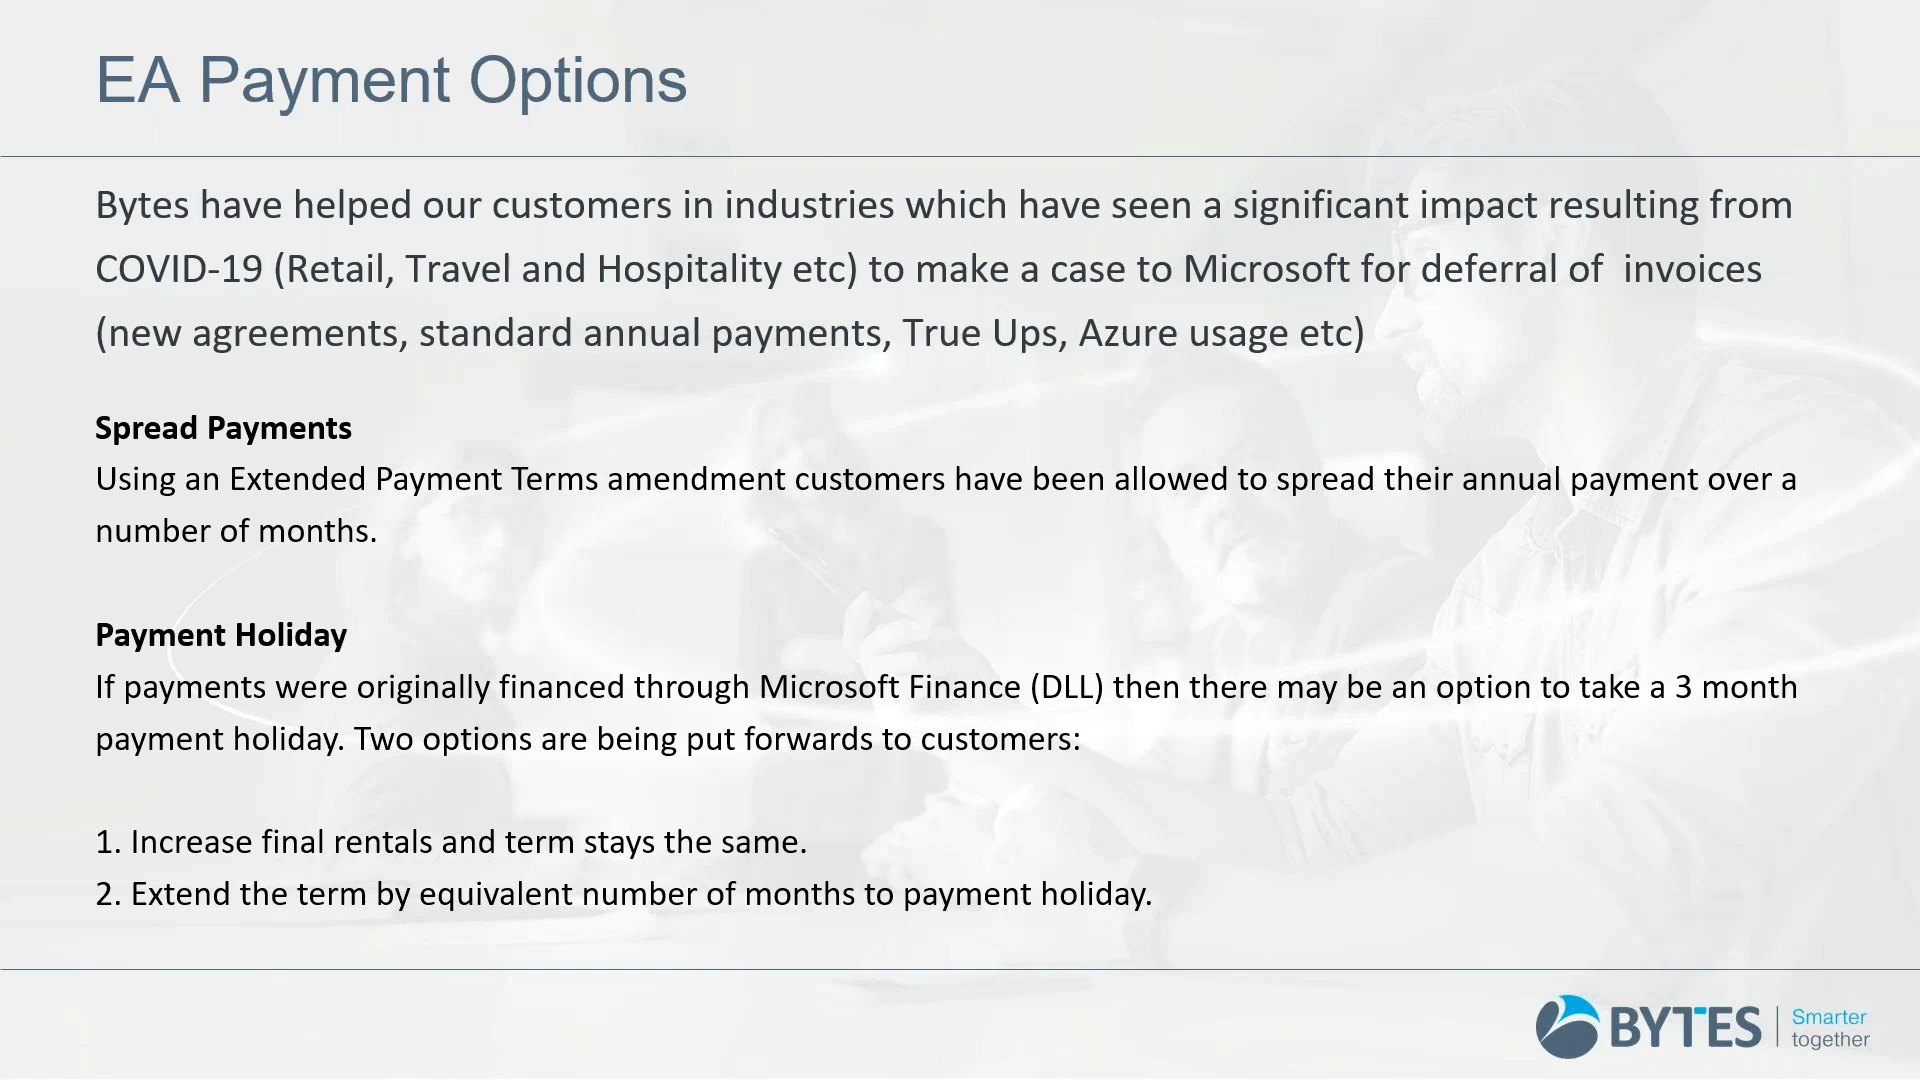 EA Payment Options
Bytes have helped our customers in industries which have seen a significant impact resulting from
COVID-19 (Retail, Travel and Hospitality etc) to make a case to Microsoft for deferral of  invoices
(new agreements, standard annual payments, True Ups, Azure usage etc)
Spread Payments
Using an Extended Payment Terms amendment customers have been allowed to spread their annual payment over a
number of months.
Payment Holiday
If payments were originally financed through Microsoft Finance (DLL) then there may be an option to take a 3 month
payment holiday. Two options are being put forwards to customers:
1. Increase final rentals and term stays the same.
2. Extend the term by equivalent number of months to payment holiday.
BYTES
Smarter
together